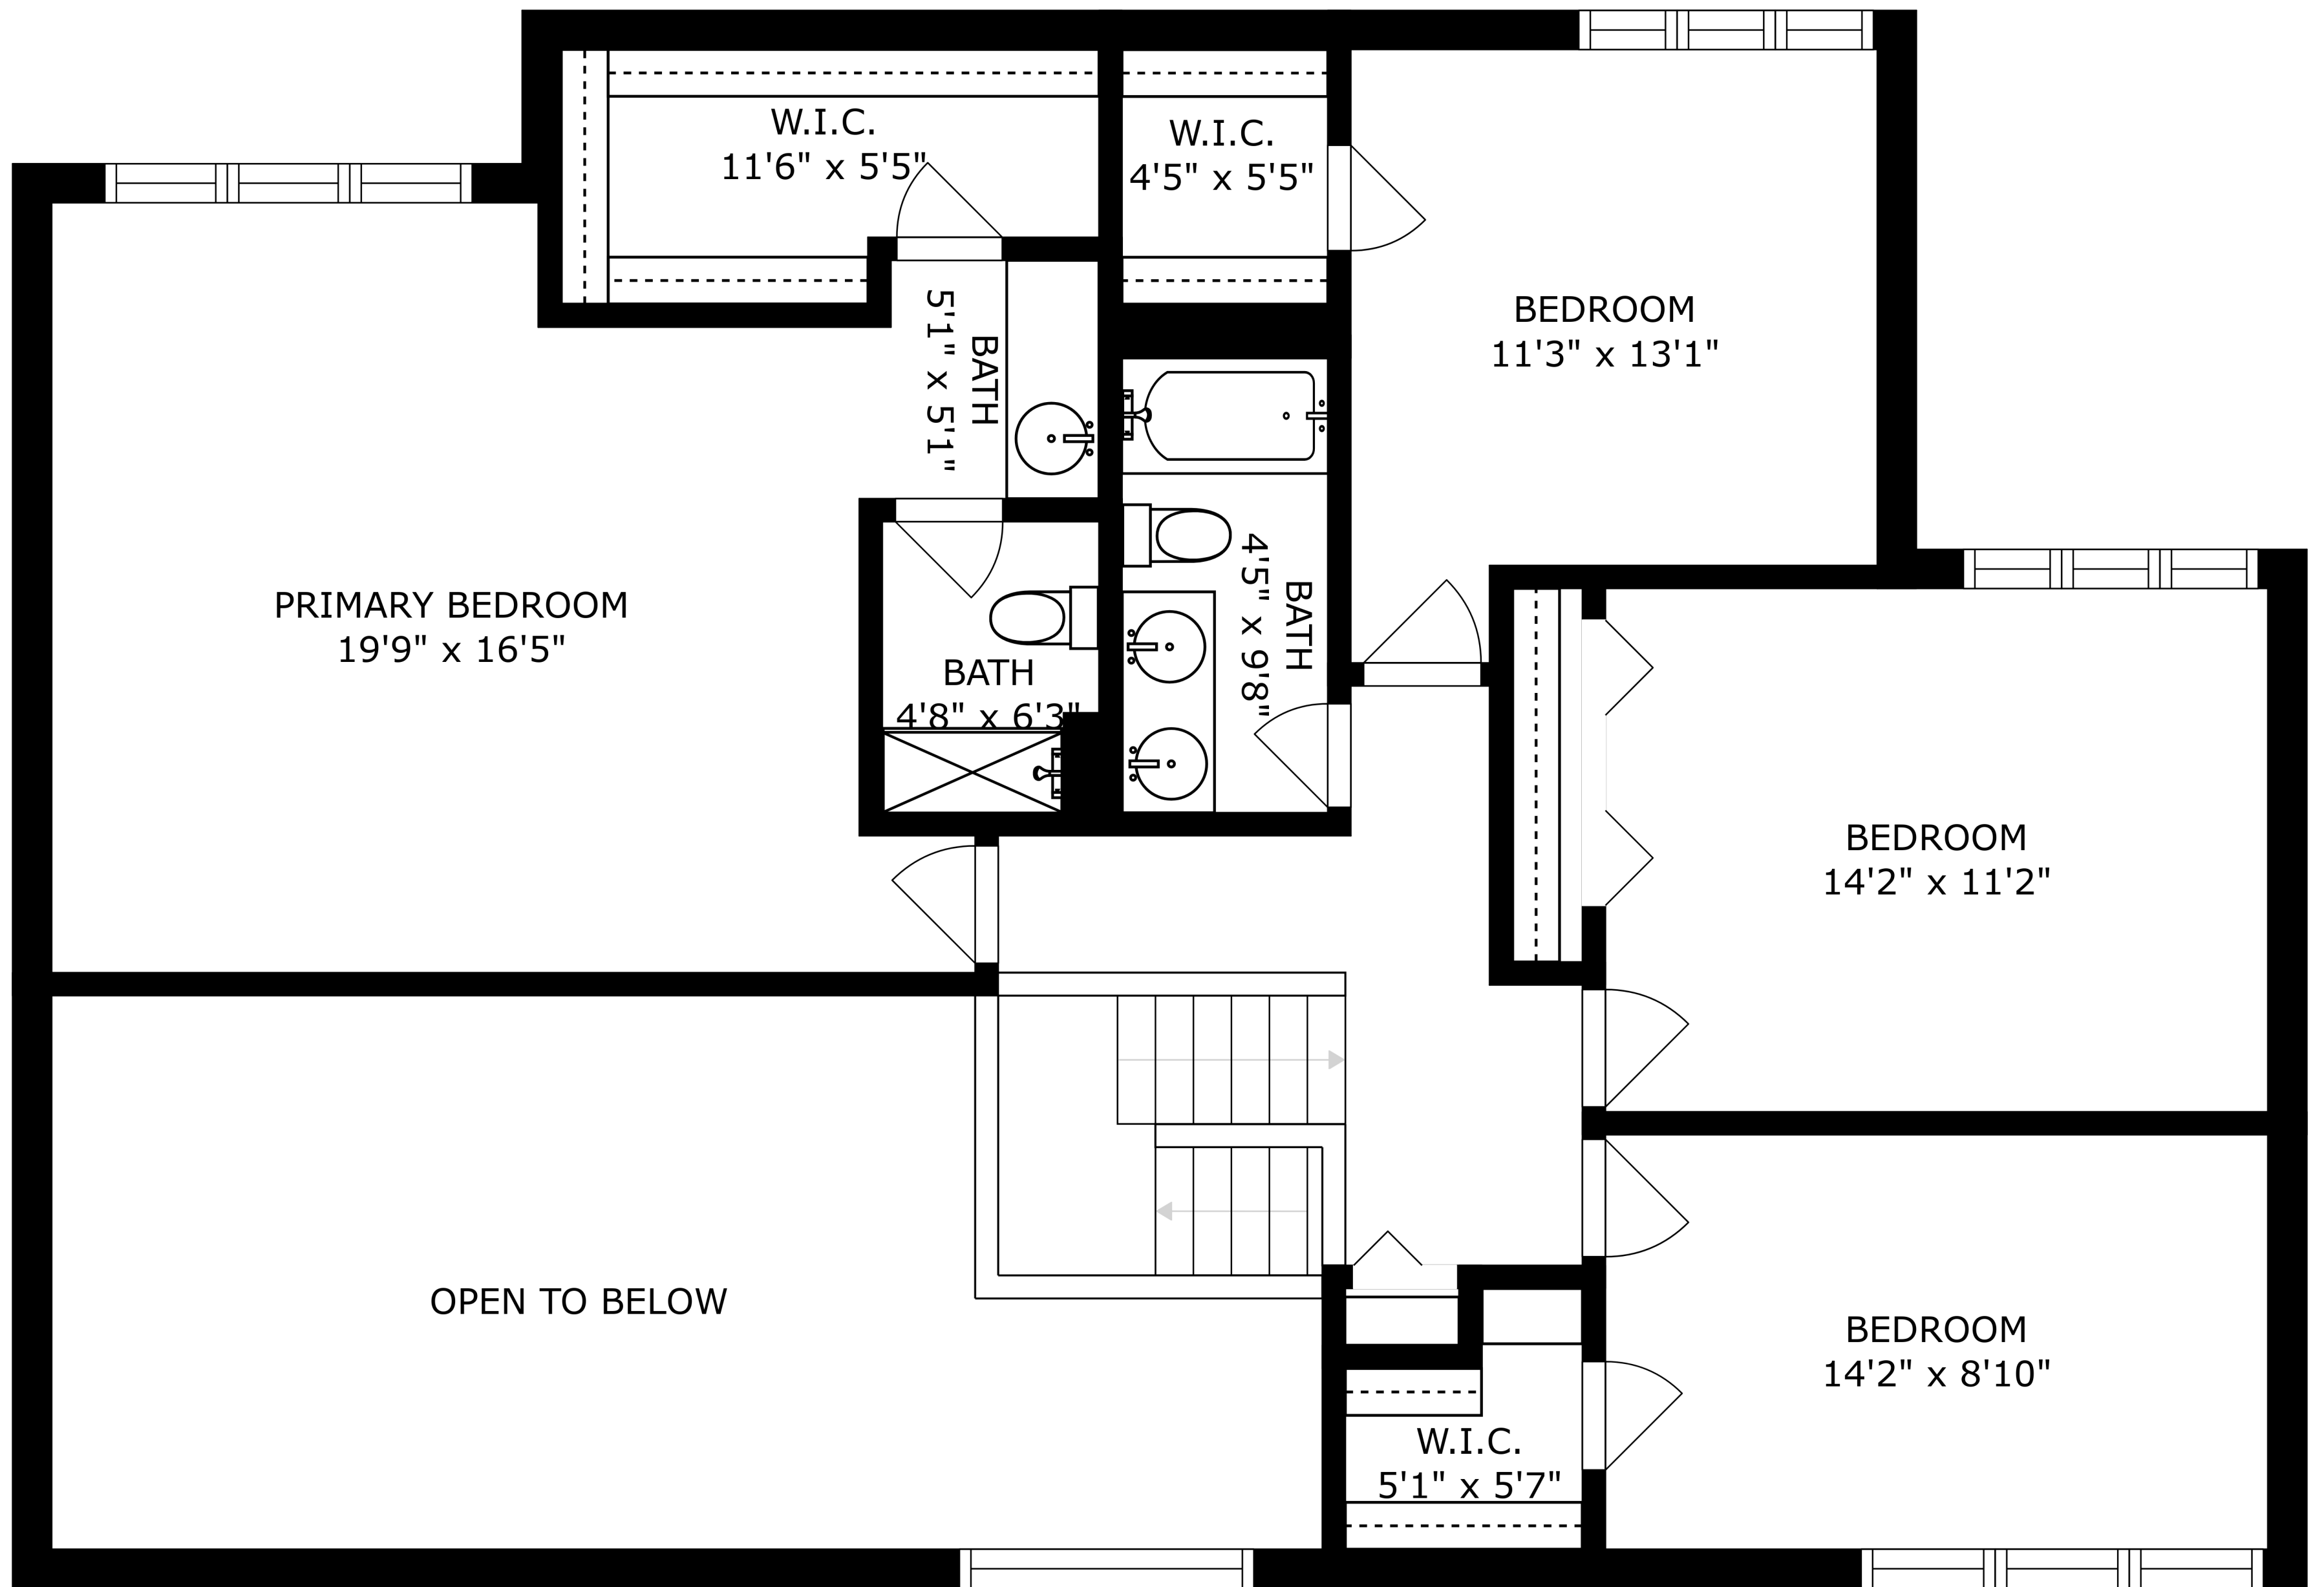 W.I.C.
11'6" x 5'5"
W.I.C.
4'5" x 5'5"
BEDROOM
11'3" x 13'1"
BATH
5'1" x 5'1"
PRIMARY BEDROOM
19'9" x 16'5"
BATH
4'8" x 6'3"
BATH
4'5" x 9'8"
BEDROOM
14'2" x 11'2"
OPEN TO BELOW
BEDROOM
14'2" x 8'10"
W.I.C.
5'1" x 5'7"